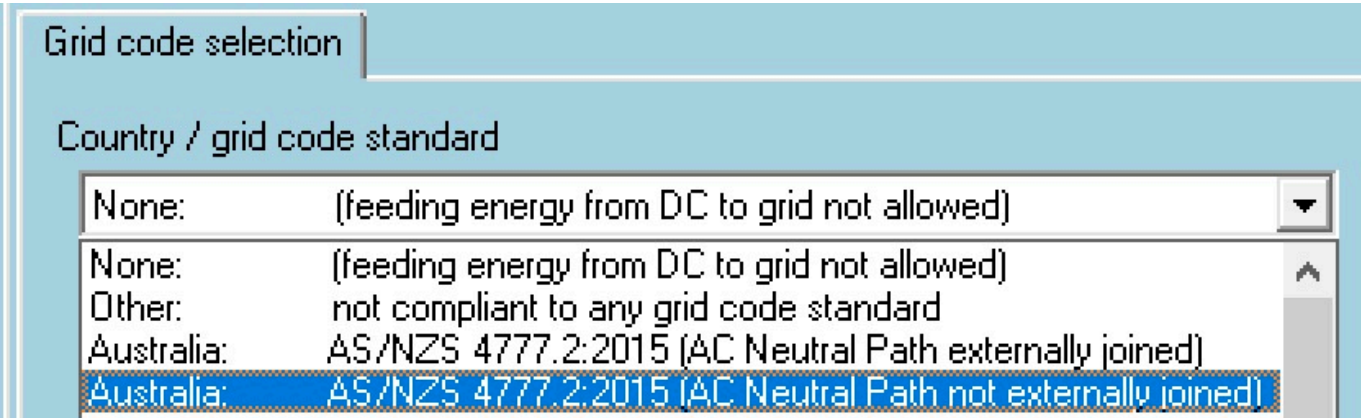 Grid code selection
Country / grid code standard
None: (feeding energy from DC to grid not allowed)
None: (feeding energy from DC to grid not allowed)
Other: not compliant to any grid code standard
Australia: AS/NZS 4777.2:2015 (AC Neutral Path externally joined)
Australia: AS/NZS 4777.2:2015 (AC Neutral Path not externally joined)